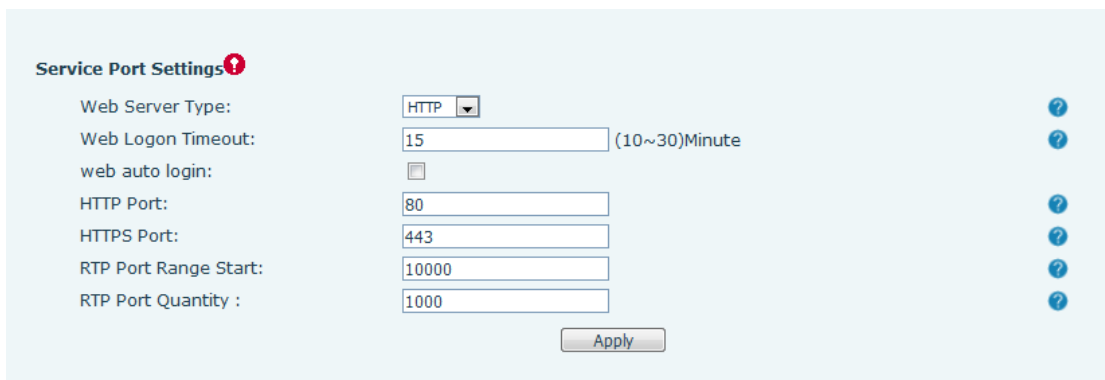 Service Port Settings
Web Server Type: HTTP
Web Logon Timeout: 15 (10~30)Minute
web auto login:
HTTP Port: 80
HTTPS Port: 443
RTP Port Range Start: 10000
RTP Port Quantity : 1000
Apply